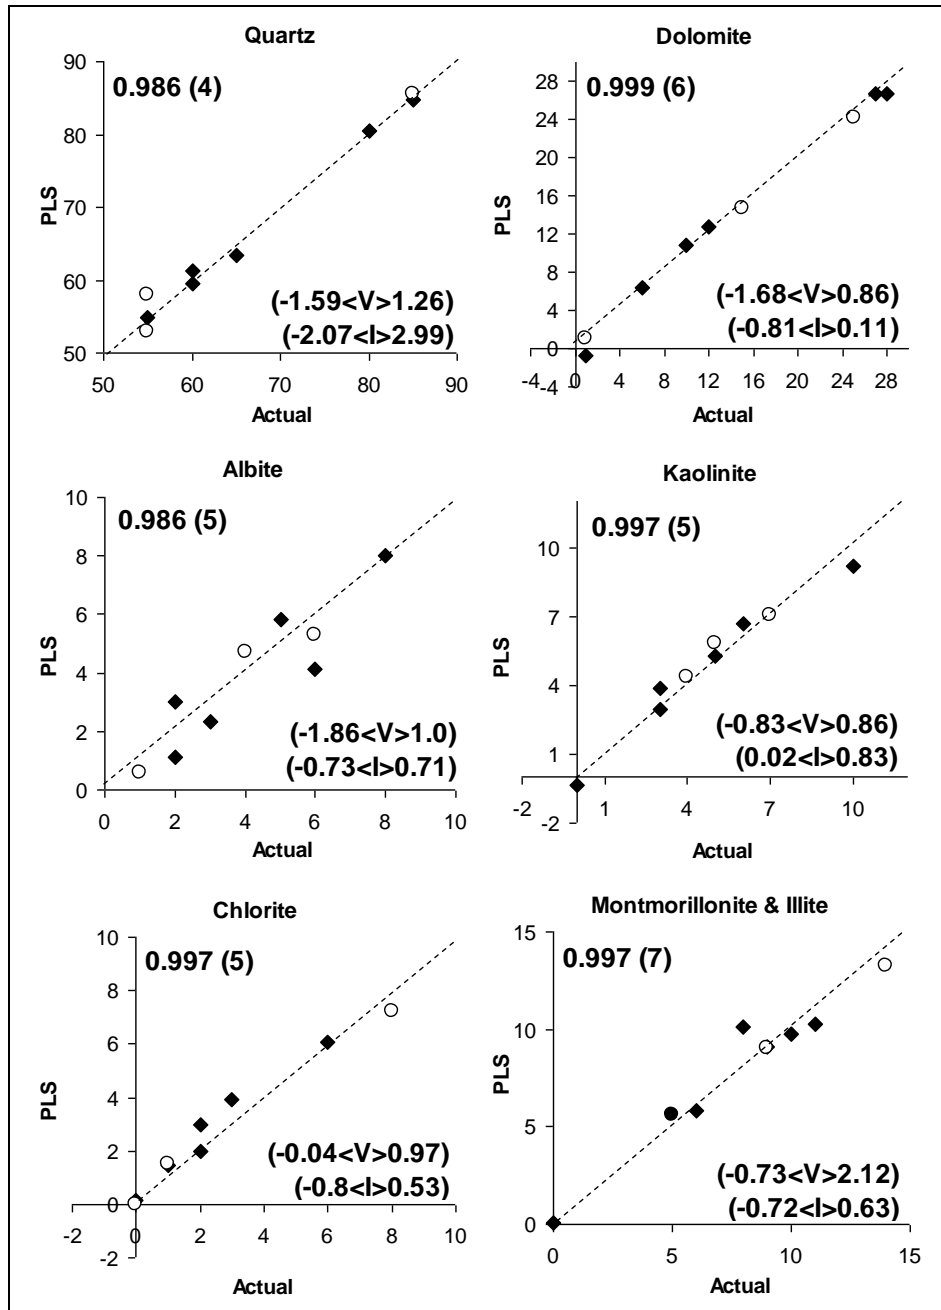 Quartz
0.986 (4)
90
80
70
60
50
PLS
(-1.59<V>1.26)
(-2.07<I>2.99)
50 60 70 80 90
Actual
Dolomite
0.999 (6)
28
24
20
16
12
8
4
0
-4
PLS
(-1.68<V>0.86)
(-0.81<I>0.11)
-4 0 4 8 12 16 20 24 28
Actual
Albite
0.986 (5)
10
8
6
4
2
0
PLS
(-1.86<V>1.0)
(-0.73<I>0.71)
0 2 4 6 8 10
Actual
Kaolinite
0.997 (5)
10
7
4
1
-2
PLS
(-0.83<V>0.86)
(0.02<I>0.83)
-2 1 4 7 10
Actual
Chlorite
0.997 (5)
10
8
6
4
2
0
-2
PLS
(-0.04<V>0.97)
(-0.8<I>0.53)
-2 0 2 4 6 8 10
Actual
Montmorillonite & Illite
0.997 (7)
15
10
5
0
PLS
(-0.73<V>2.12)
(-0.72<I>0.63)
0 5 10 15
Actual